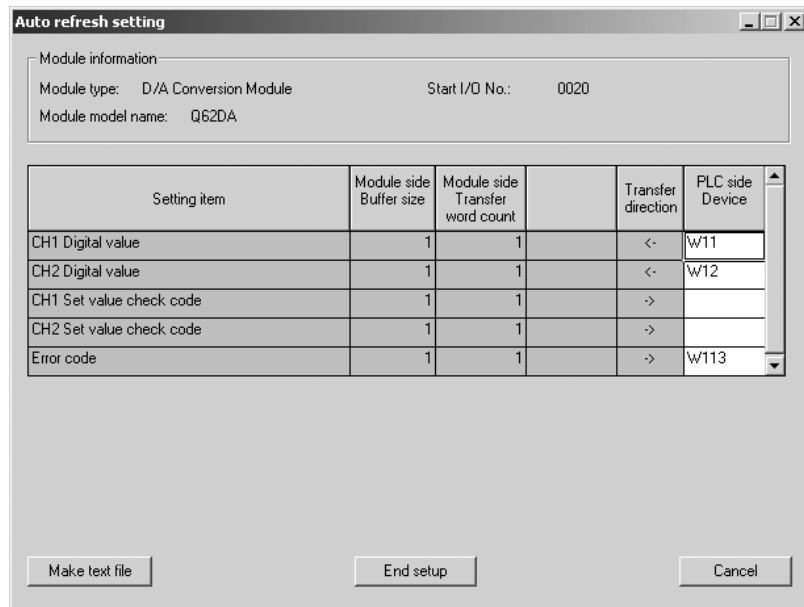 Auto refresh setting
Module information
Module type: D/A Conversion Module Start I/O No.: 0020
Module model name: Q62DA
Setting item Module side Buffer size Module side Transfer word count Transfer direction PLC side Device
CH1 Digital value 1 1 <- W11
CH2 Digital value 1 1 <- W12
CH1 Set value check code 1 1 ->
CH2 Set value check code 1 1 ->
Error code 1 1 -> W113
Make text file End setup Cancel